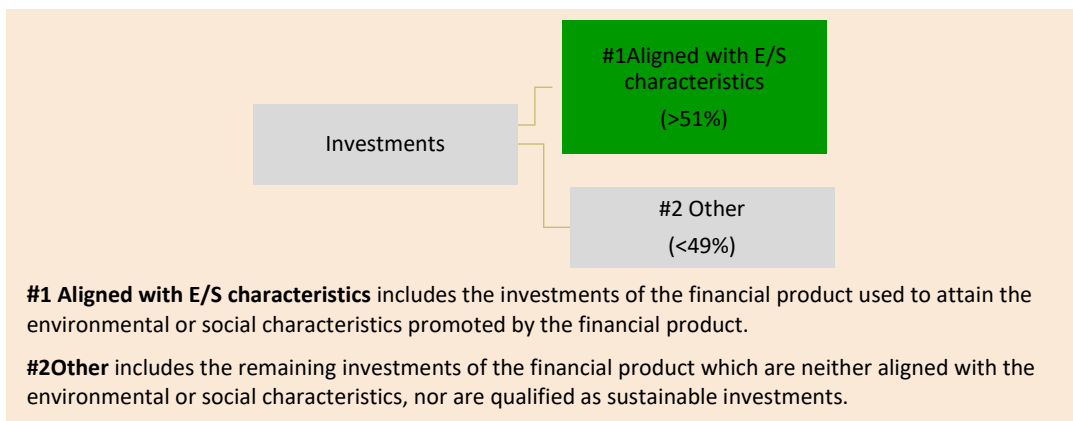 #1Aligned with E/S
characteristics
(>51%)
Investments
#2 Other
(<49%)
#1 Aligned with E/S characteristics includes the investments of the financial product used to attain the
environmental or social characteristics promoted by the financial product.
#2Other includes the remaining investments of the financial product which are neither aligned with the
environmental or social characteristics, nor are qualified as sustainable investments.